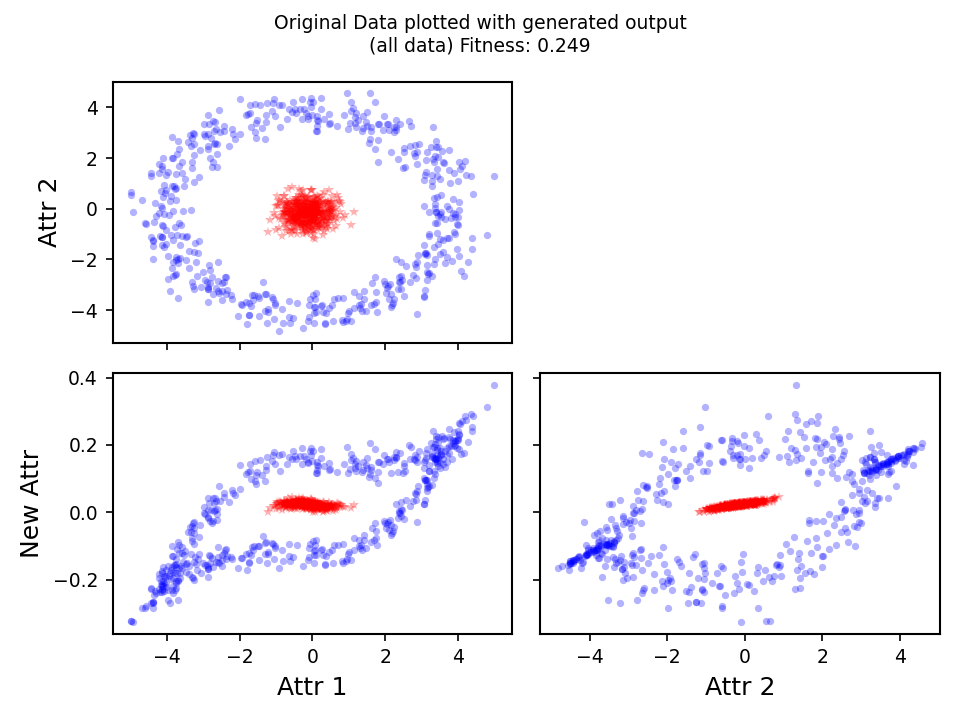 Original Data plotted with generated output
(all data) Fitness: 0.249
4
2
0
−2
−4
Attr 2
0.4
0.2
0.0
−0.2
New Attr
−4 −2 0 2 4
Attr 1
−4 −2 0 2 4
Attr 2